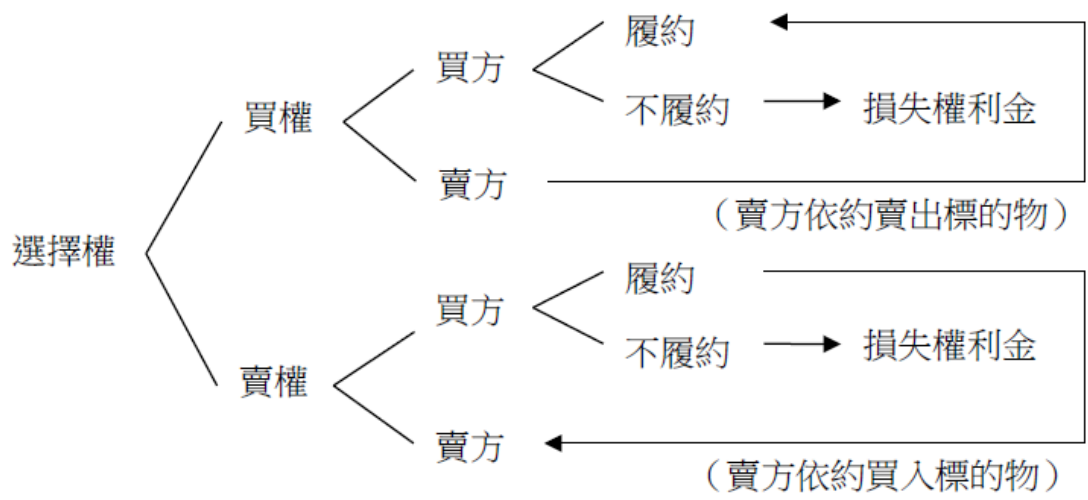 履約
買方
不履約
損失權利金
買權
賣方
（賣方依約賣出標的物）
選擇權
履約
買方
不履約
損失權利金
賣權
賣方
（賣方依約買入標的物）